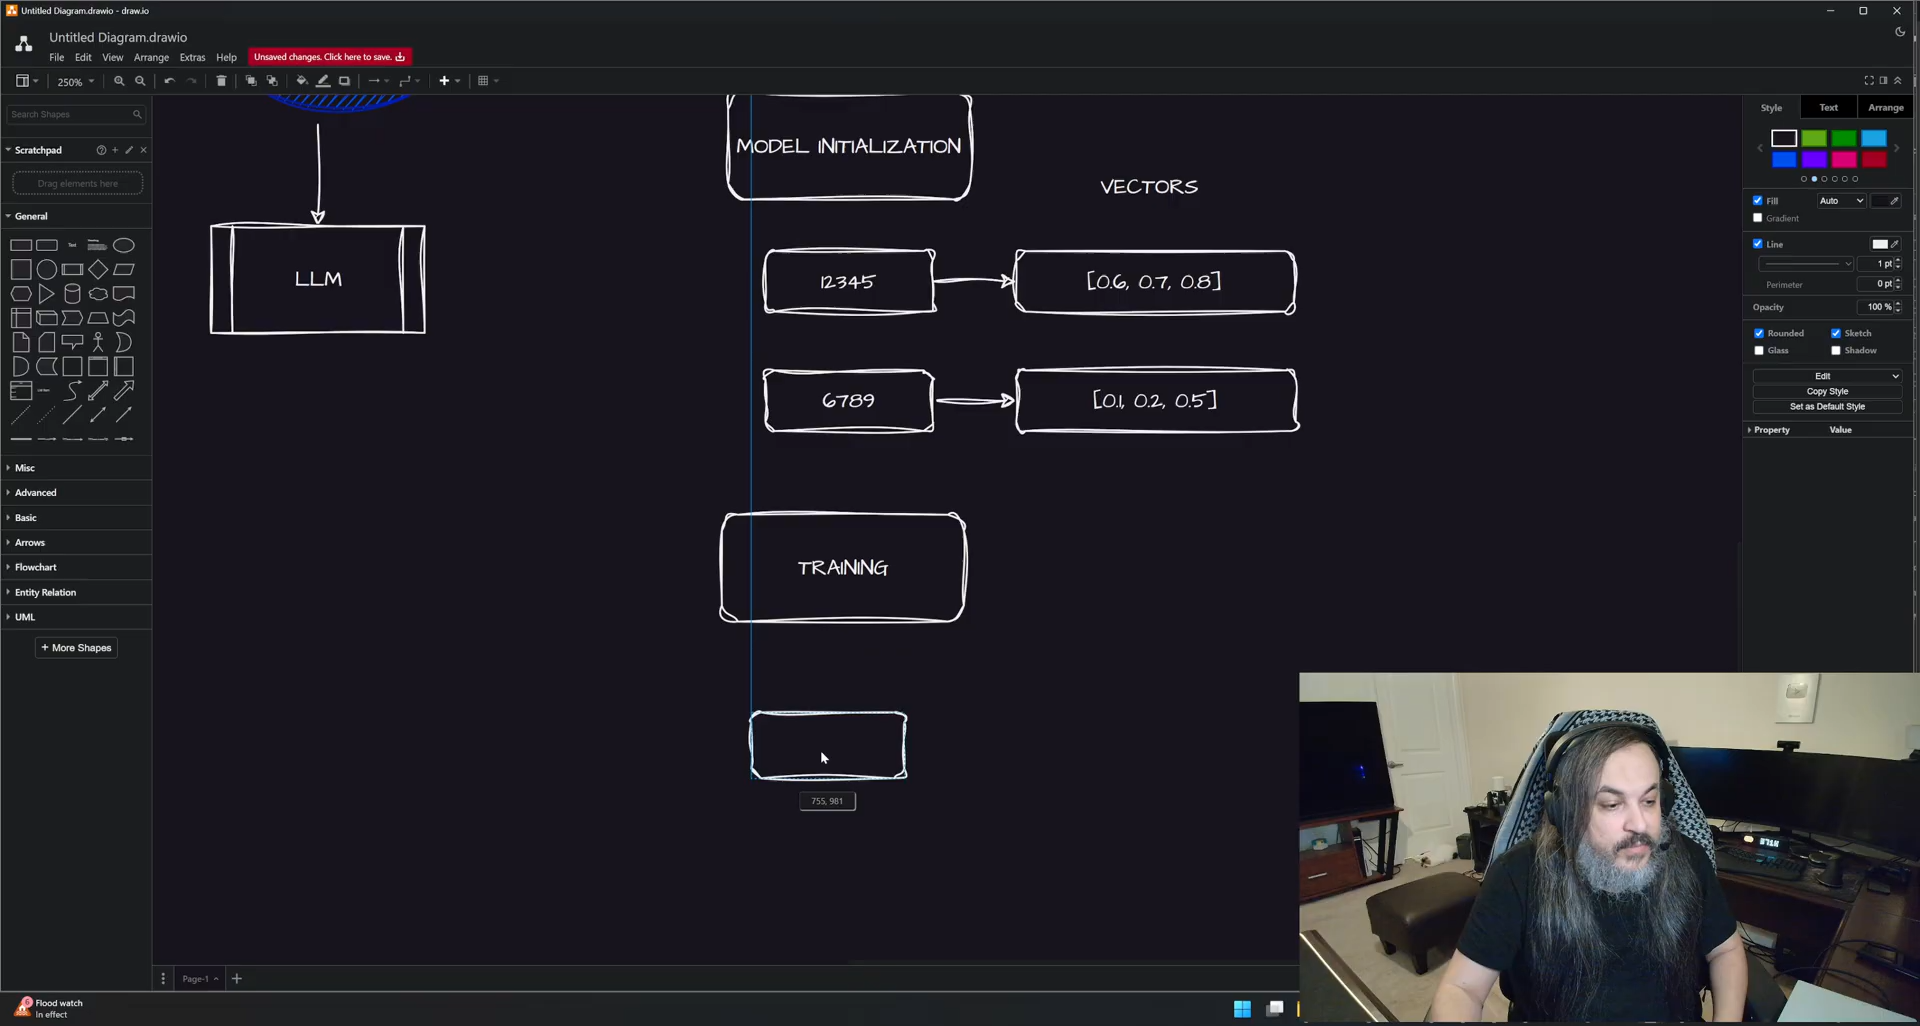 Untitled Diagram.drawio - draw.io
Untitled Diagram.drawio
File Edit View Arrange Extras Help
Unsaved changes. Click here to save.
250%
Search Shapes
Scratchpad
Drag elements here
General
Text
Misc
Advanced
Basic
Arrows
Flowchart
Entity Relation
UML
+ More Shapes
LLM
MODEL INITIALIZATION
VECTORS
12345
[0.6, 0.7, 0.8]
6789
[0.1, 0.2, 0.5]
TRAINING
755, 981
Style Text Arrange
Fill Auto
Gradient
Line
1 pt
Perimeter 0 pt
Opacity 100 %
Rounded Sketch
Glass Shadow
Edit
Copy Style
Set as Default Style
Property Value
Page-1
Flood watch
In effect